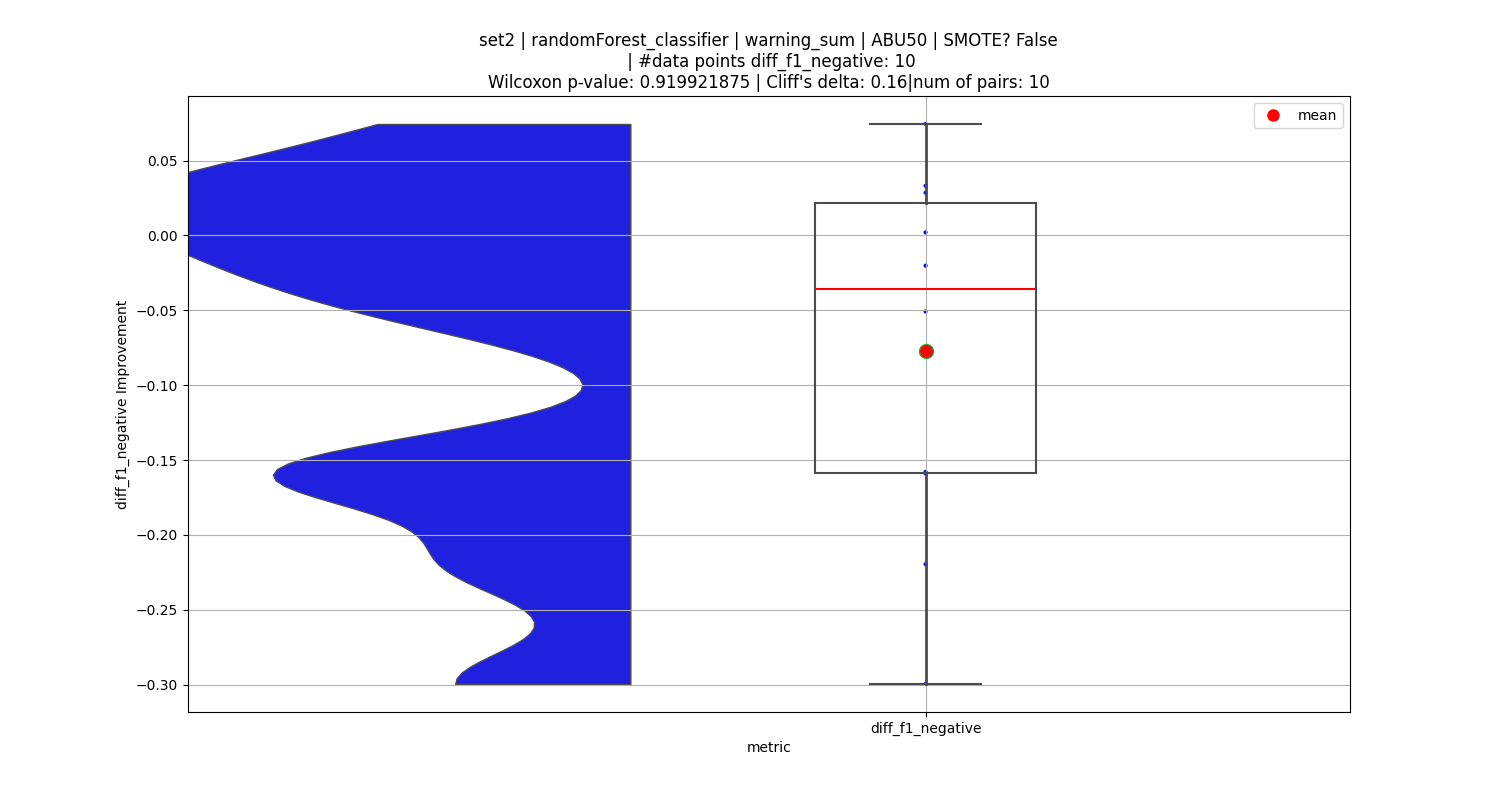 set2 | randomForest_classifier | warning_sum | ABU50 | SMOTE? False
| #data points diff_f1_negative: 10
Wilcoxon p-value: 0.919921875 | Cliff's delta: 0.16|num of pairs: 10
mean
0.05
0.00
−0.05
−0.10
−0.15
−0.20
−0.25
−0.30
diff_f1_negative Improvement
diff_f1_negative
metric